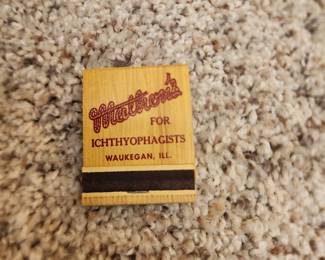 Mathon's
FOR
ICHTHYOPHAGISTS
WAUKEGAN, ILL.